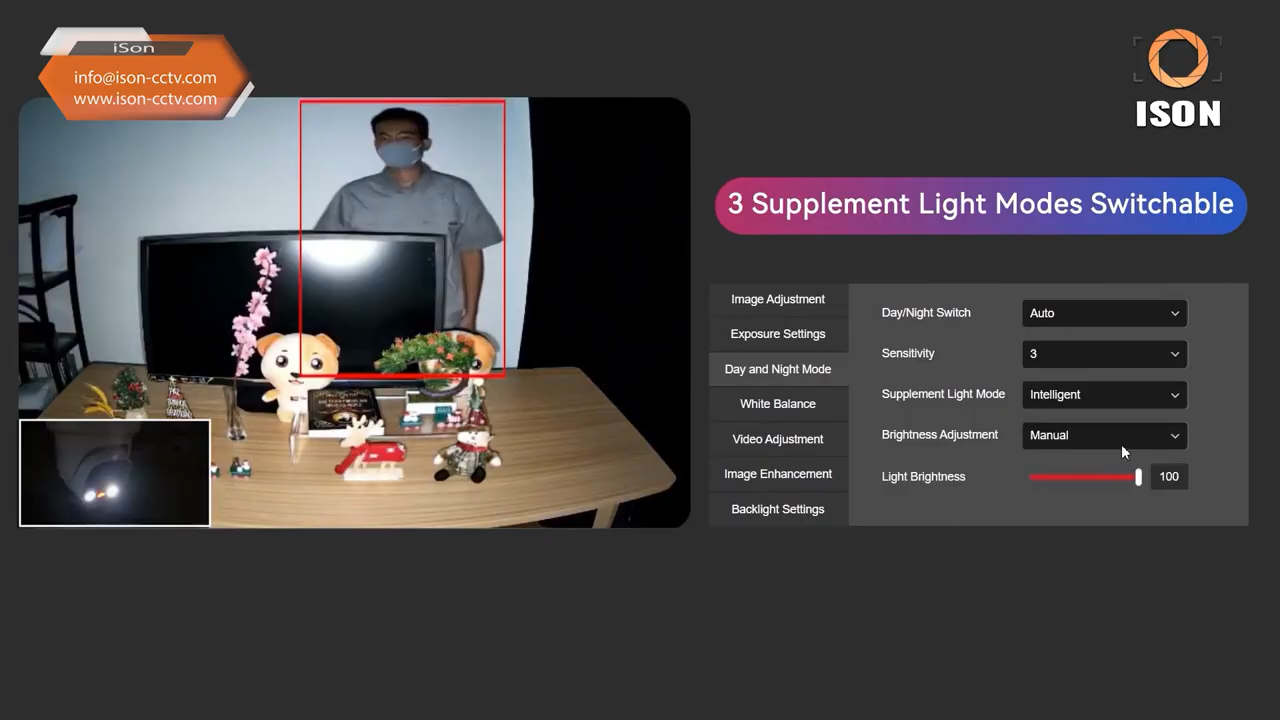 iSon
info@ison-cctv.com
www.ison-cctv.com
ISON
3 Supplement Light Modes Switchable
Image Adjustment
Exposure Settings
Day and Night Mode
White Balance
Video Adjustment
Image Enhancement
Backlight Settings
Day/Night Switch Auto
Sensitivity 3
Supplement Light Mode Intelligent
Brightness Adjustment Manual
Light Brightness 100